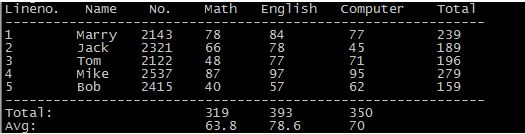 Lineno.   Name    No.    Math   English   Computer    Total
-----------------------------------------------------------
1        Marry   2143    78      84         77         239
2        Jack    2321    66      78         45         189
3        Tom     2122    48      77         71         196
4        Mike    2537    87      97         95         279
5        Bob     2415    40      57         62         159
-----------------------------------------------------------
Total:                   319     393        350
Avg:                     63.8    78.6       70